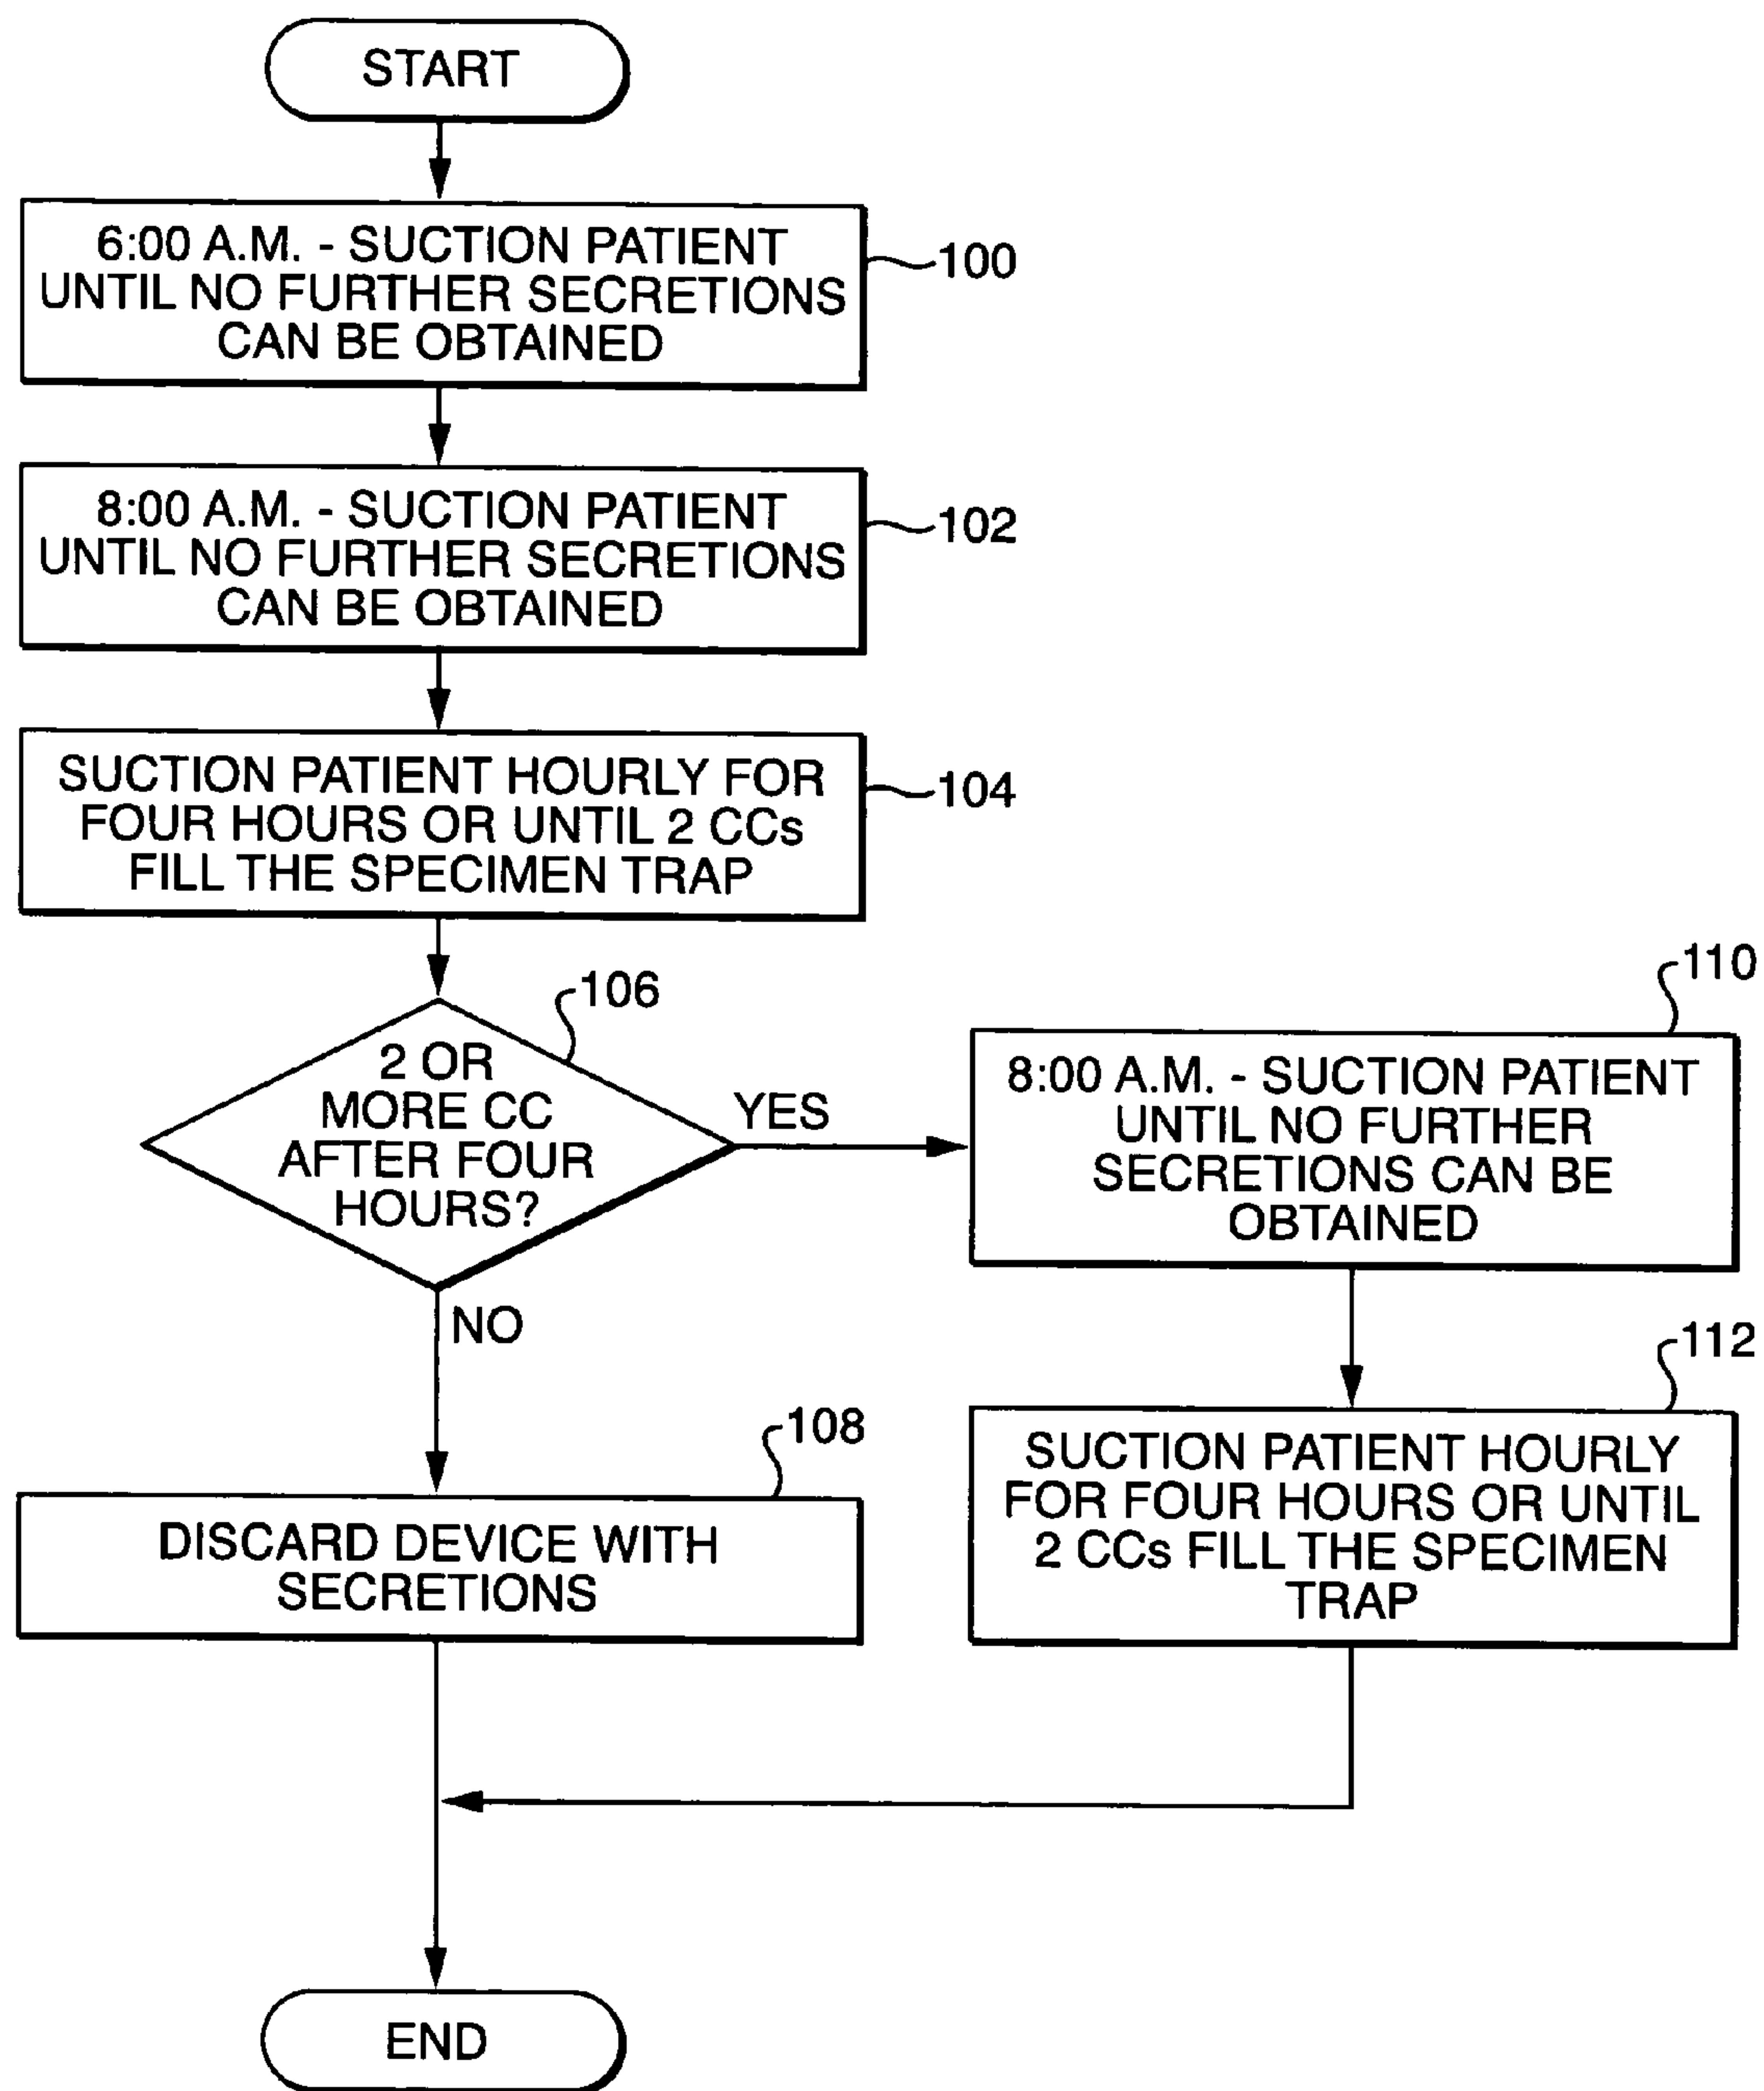 START
6:00 A.M. - SUCTION PATIENT
UNTIL NO FURTHER SECRETIONS
CAN BE OBTAINED
100
8:00 A.M. - SUCTION PATIENT
UNTIL NO FURTHER SECRETIONS
CAN BE OBTAINED
102
SUCTION PATIENT HOURLY FOR
FOUR HOURS OR UNTIL 2 CCs
FILL THE SPECIMEN TRAP
104
106
2 OR
MORE CC
AFTER FOUR
HOURS?
YES
NO
110
8:00 A.M. - SUCTION PATIENT
UNTIL NO FURTHER
SECRETIONS CAN BE
OBTAINED
112
SUCTION PATIENT HOURLY
FOR FOUR HOURS OR UNTIL
2 CCs FILL THE SPECIMEN
TRAP
108
DISCARD DEVICE WITH
SECRETIONS
END